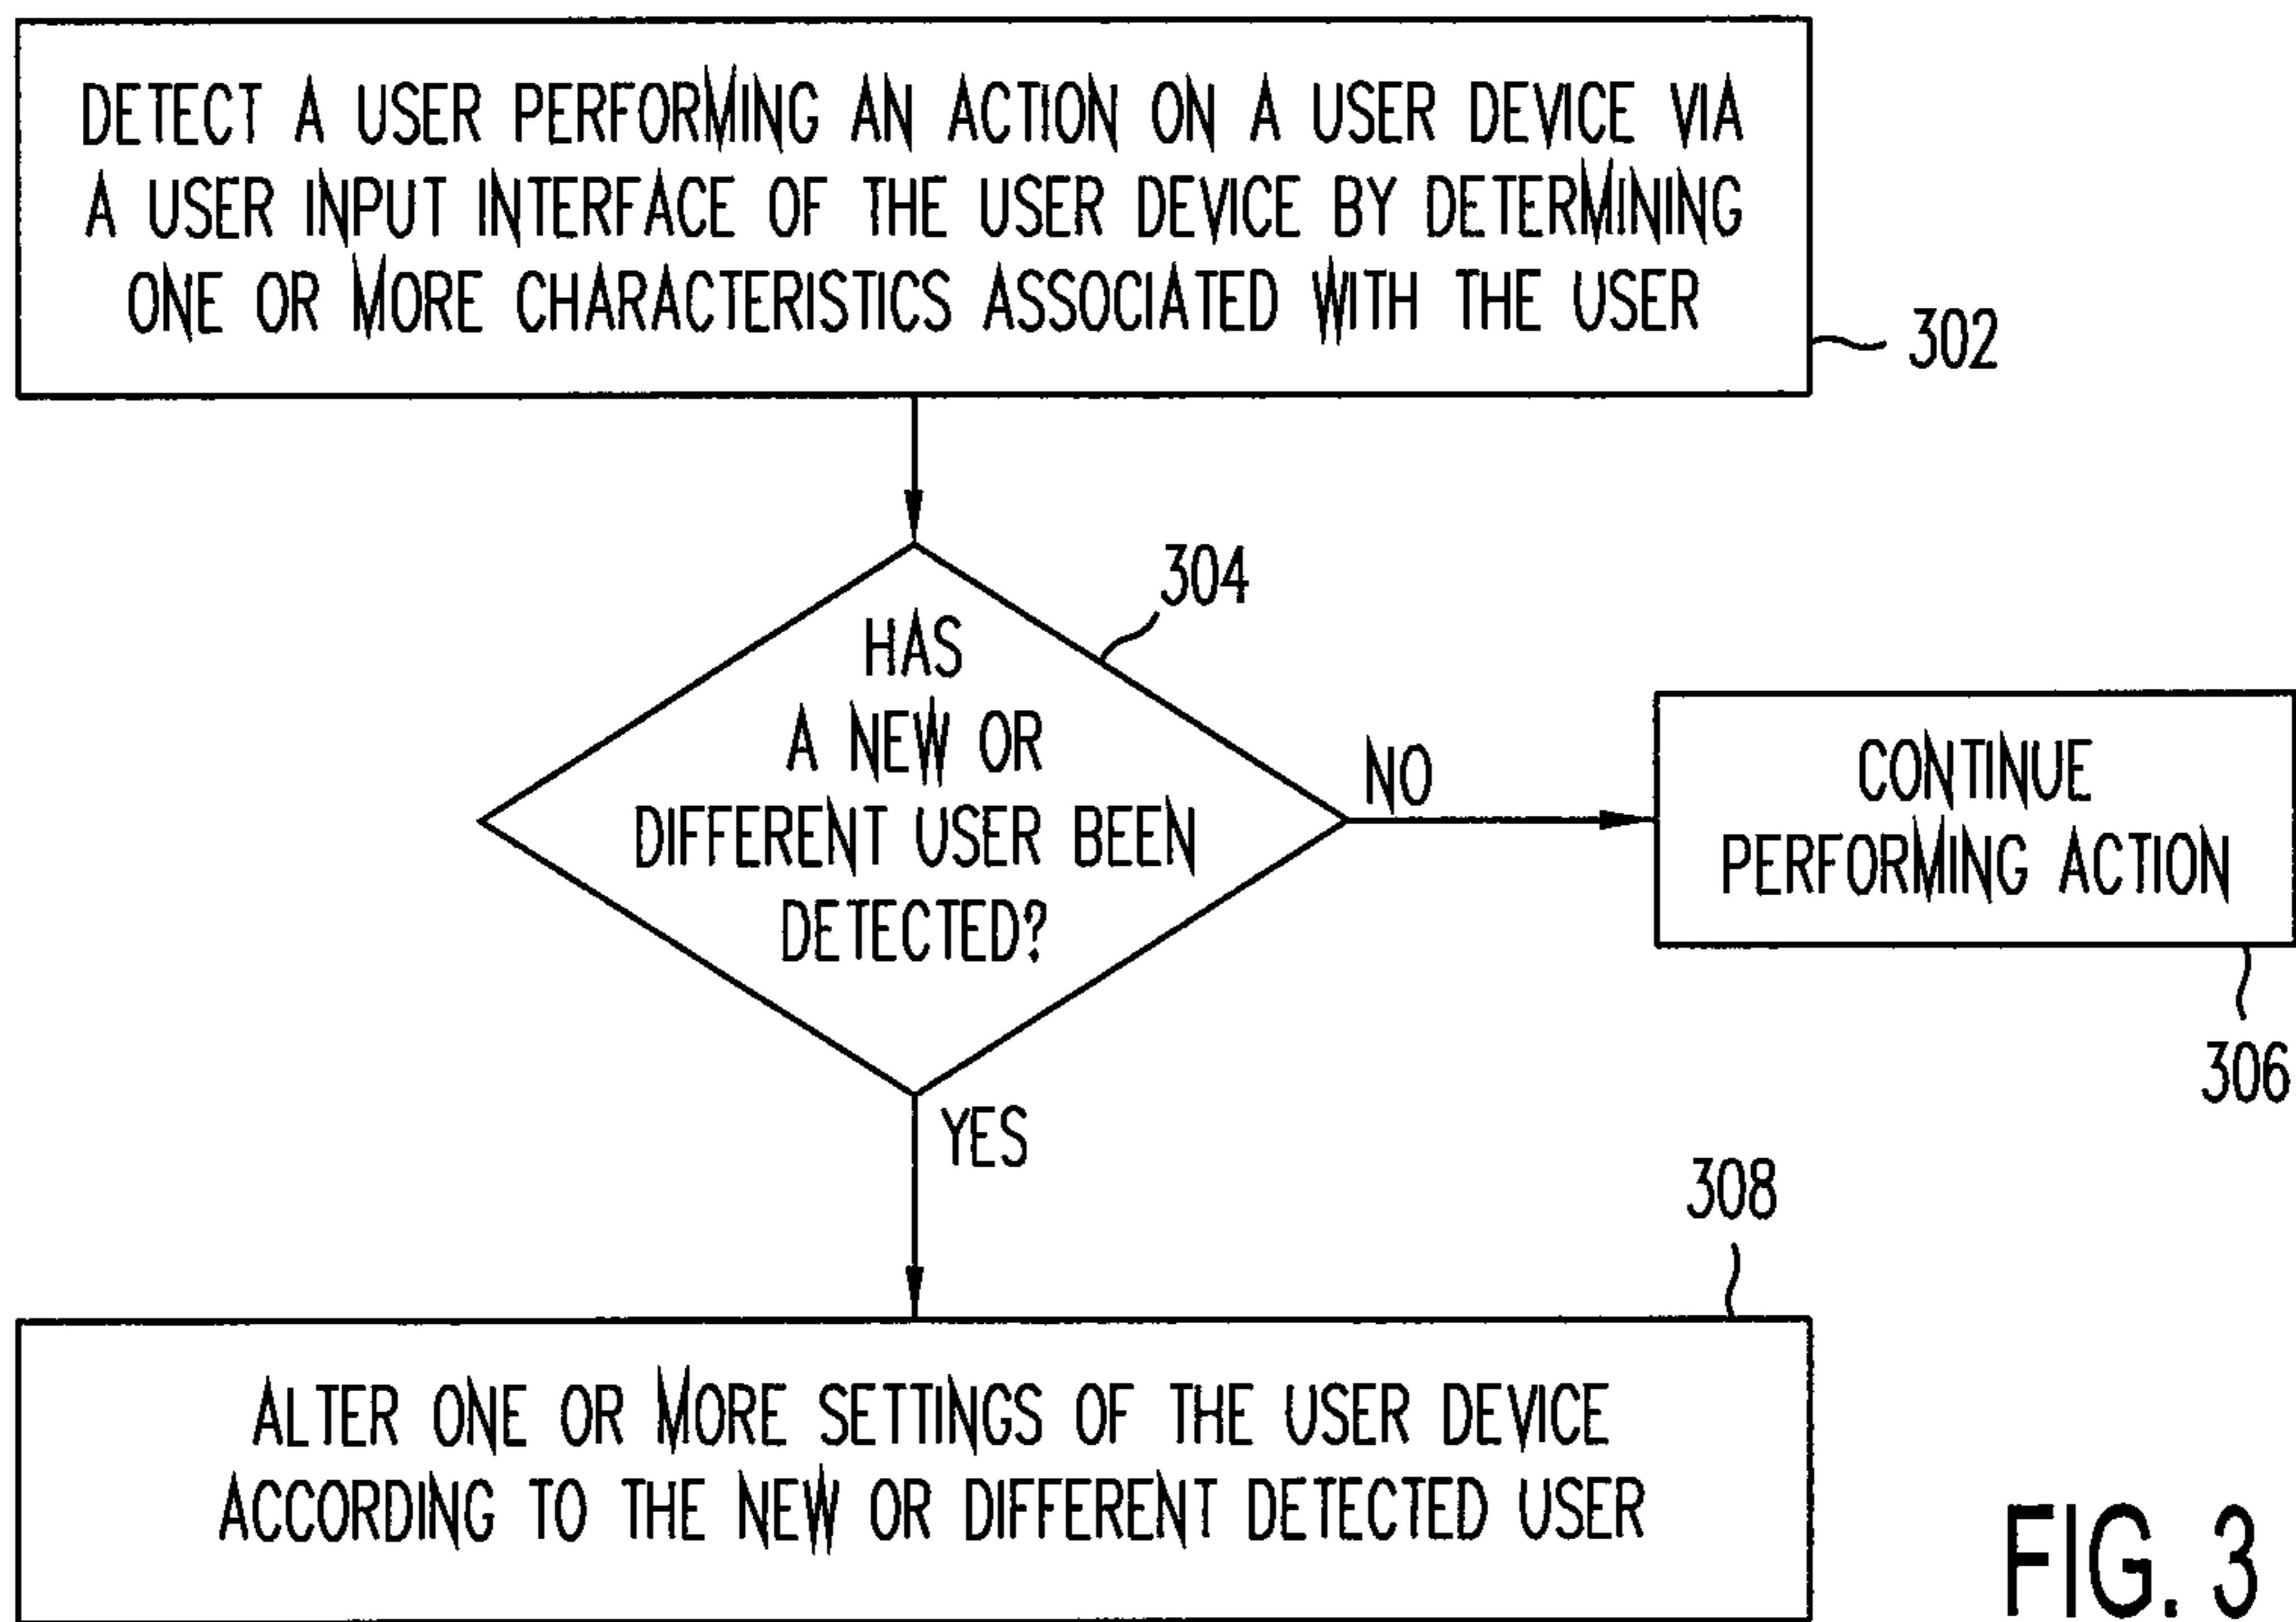 DETECT A USER PERFORMING AN ACTION ON A USER DEVICE VIA
A USER INPUT INTERFACE OF THE USER DEVICE BY DETERMINING
ONE OR MORE CHARACTERISTICS ASSOCIATED WITH THE USER
302
304
HAS
A NEW OR
DIFFERENT USER BEEN
DETECTED?
NO
CONTINUE
PERFORMING ACTION
306
YES
308
ALTER ONE OR MORE SETTINGS OF THE USER DEVICE
ACCORDING TO THE NEW OR DIFFERENT DETECTED USER
FIG. 3